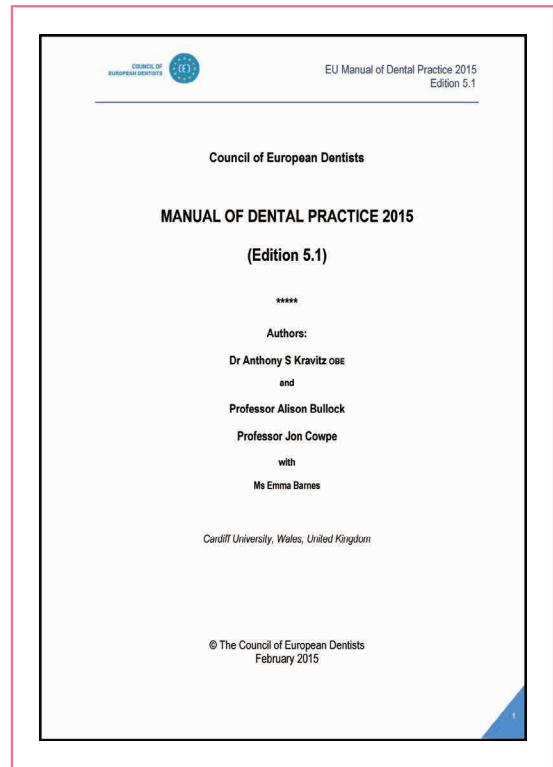 COUNCIL OF
EUROPEAN DENTISTS
(E)
EU Manual of Dental Practice 2015
Edition 5.1
Council of European Dentists
MANUAL OF DENTAL PRACTICE 2015
(Edition 5.1)
*****
Authors:
Dr Anthony S Kravitz OBE
and
Professor Alison Bullock
Professor Jon Cowpe
with
Ms Emma Barnes
Cardiff University, Wales, United Kingdom
© The Council of European Dentists
February 2015
1